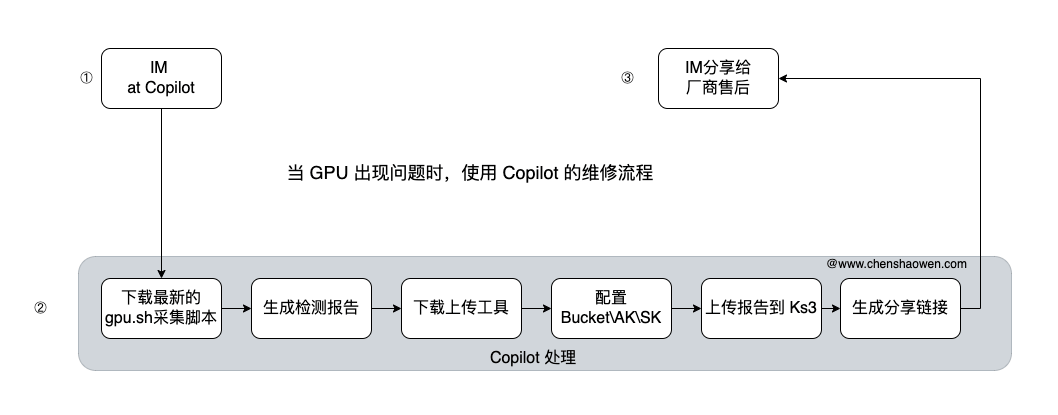 ①
IM
at Copilot
③
IM分享给
厂商售后
当 GPU 出现问题时，使用 Copilot 的维修流程
@www.chenshaowen.com
②
下载最新的
gpu.sh采集脚本
生成检测报告
下载上传工具
配置
Bucket\AK\SK
上传报告到 Ks3
生成分享链接
Copilot 处理